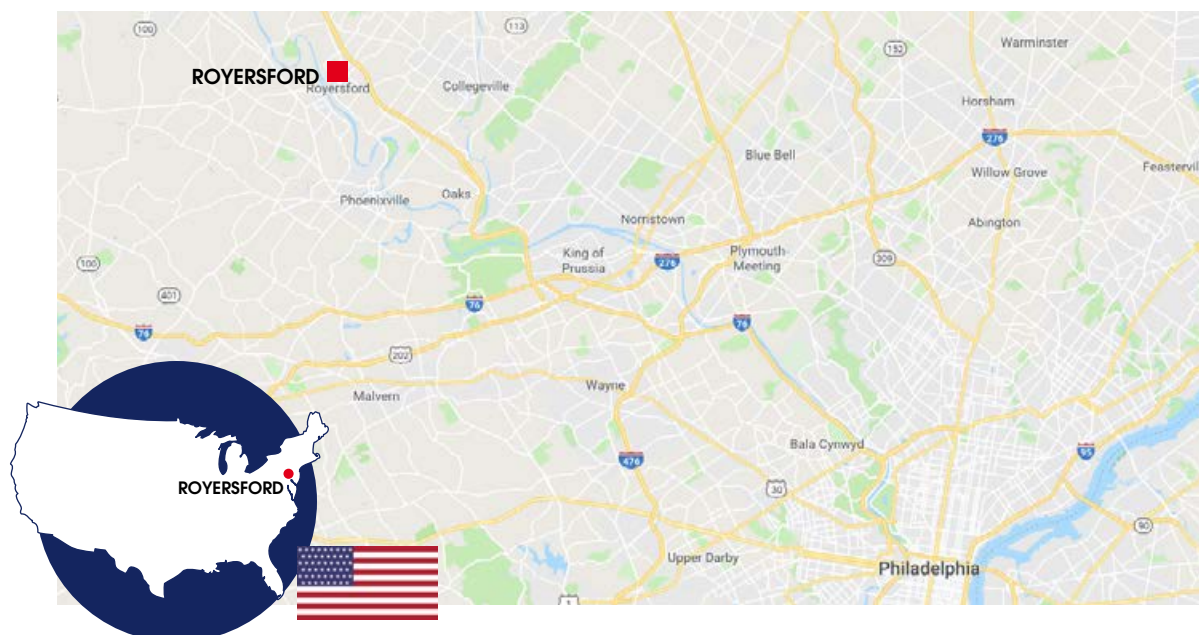 100
113
152
Warminster
ROYERSFORD
Royersford
Collegeville
Horsham
276
Blue Bell
Willow Grove
Phoenixville
Oaks
Norristown
Abington
King of
Prussia
276
Plymouth-
Meeting
309
100
401
76
76
76
202
Malvern
Wayne
Bala Cynwyd
95
476
30
ROYERSFORD
90
Upper Darby
Philadelphia